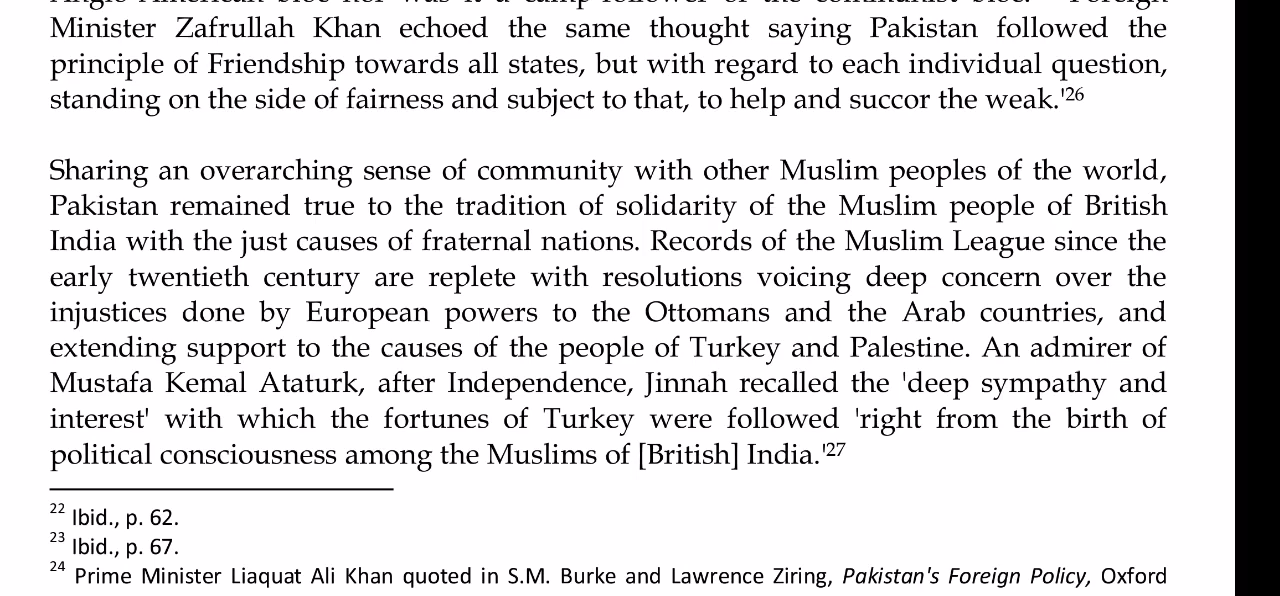 Minister Zafrullah Khan echoed the same thought saying Pakistan followed the
principle of Friendship towards all states, but with regard to each individual question,
standing on the side of fairness and subject to that, to help and succor the weak.'26
Sharing an overarching sense of community with other Muslim peoples of the world,
Pakistan remained true to the tradition of solidarity of the Muslim people of British
India with the just causes of fraternal nations. Records of the Muslim League since the
early twentieth century are replete with resolutions voicing deep concern over the
injustices done by European powers to the Ottomans and the Arab countries, and
extending support to the causes of the people of Turkey and Palestine. An admirer of
Mustafa Kemal Ataturk, after Independence, Jinnah recalled the 'deep sympathy and
interest' with which the fortunes of Turkey were followed 'right from the birth of
political consciousness among the Muslims of [British] India.'27
22 Ibid., p. 62.
23 Ibid., p. 67.
24 Prime Minister Liaquat Ali Khan quoted in S.M. Burke and Lawrence Ziring, Pakistan's Foreign Policy, Oxford